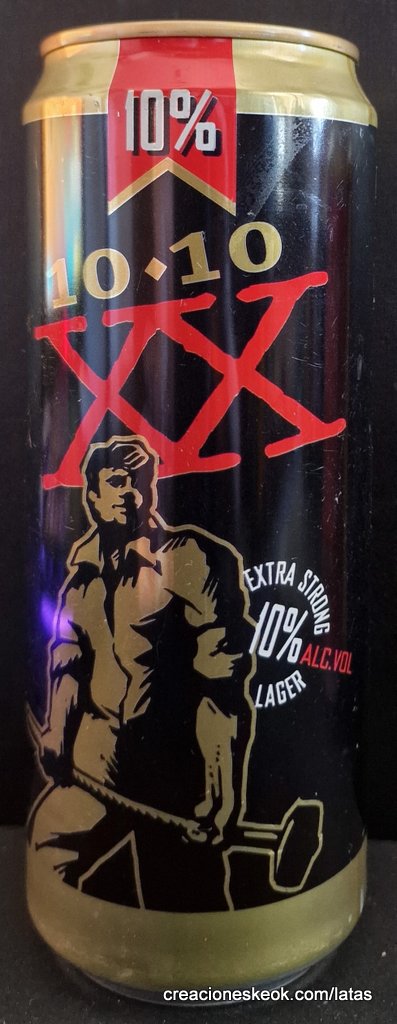 10%
10·10
XX
EXTRA STRONG
10%
ALC.VOL
LAGER
creacioneskeok.com/latas